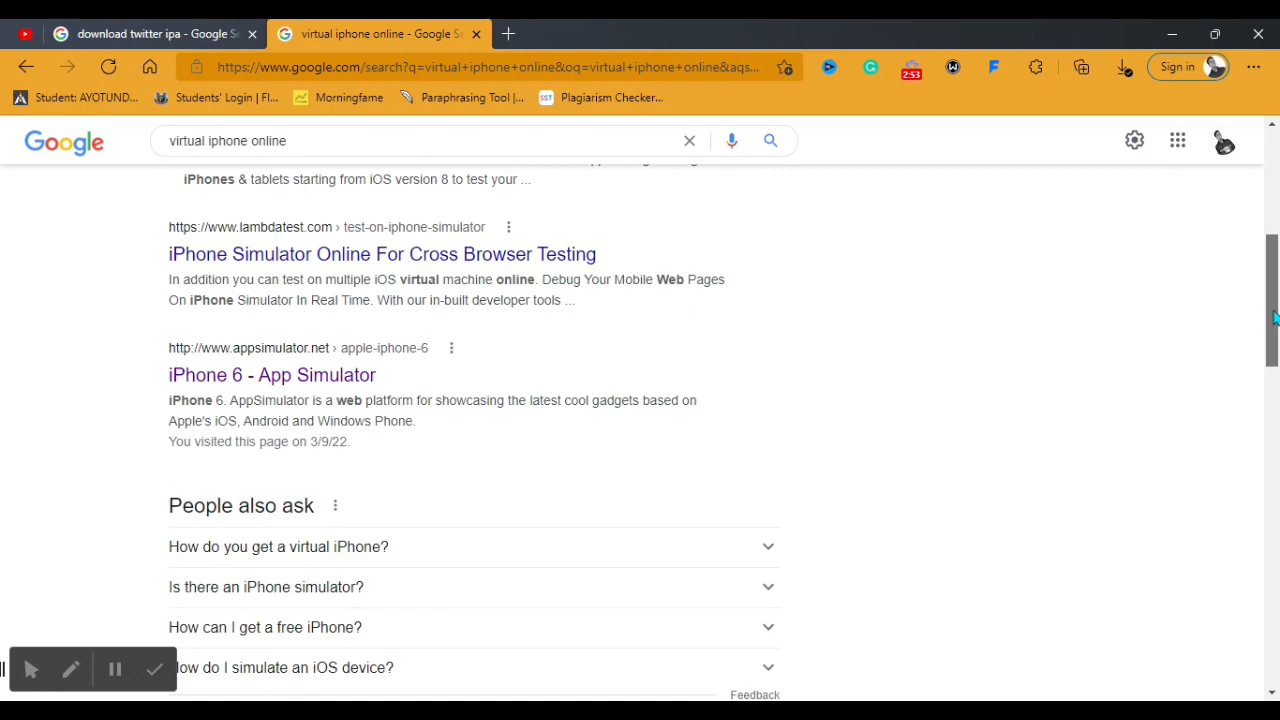 download twitter ipa - Google Se
virtual iphone online - Google Se
https://www.google.com/search?q=virtual+iphone+online&oq=virtual+iphone+online&aqs...
2:53
Sign in
Student: AYOTUND...
Students' Login | Fl...
Morningfame
Paraphrasing Tool |...
SST
Plagiarism Checker...
Google
virtual iphone online
iPhones & tablets starting from iOS version 8 to test your ...
https://www.lambdatest.com › test-on-iphone-simulator
iPhone Simulator Online For Cross Browser Testing
In addition you can test on multiple iOS virtual machine online. Debug Your Mobile Web Pages
On iPhone Simulator In Real Time. With our in-built developer tools ...
http://www.appsimulator.net › apple-iphone-6
iPhone 6 - App Simulator
iPhone 6. AppSimulator is a web platform for showcasing the latest cool gadgets based on
Apple's iOS, Android and Windows Phone.
You visited this page on 3/9/22.
People also ask
How do you get a virtual iPhone?
Is there an iPhone simulator?
How can I get a free iPhone?
How do I simulate an iOS device?
Feedback